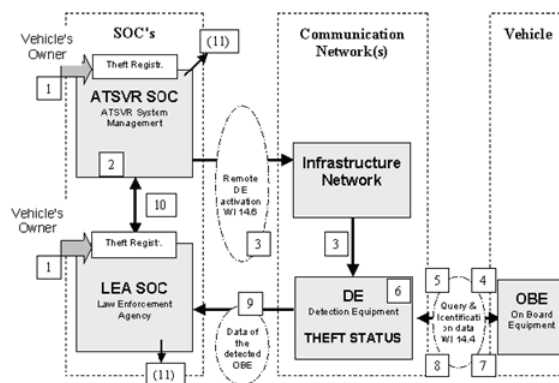 SOC's
Communication
Network(s)
Vehicle
Vehicle's
Owner
1
Theft Registr.
(11)
ATSVR SOC
ATSVR System
Management
2
Remote
DE
activation
WI 14.6
3
Infrastructure
Network
3
10
Vehicle's
Owner
1
Theft Registr.
LEA SOC
Law Enforcement
Agency
(11)
9
Data of
the
detected
OBE
DE
6
Detection Equipment
THEFT STATUS
5
4
Query &
Identificati
on data
WI 14.4
8
7
OBE
On Board
Equipment